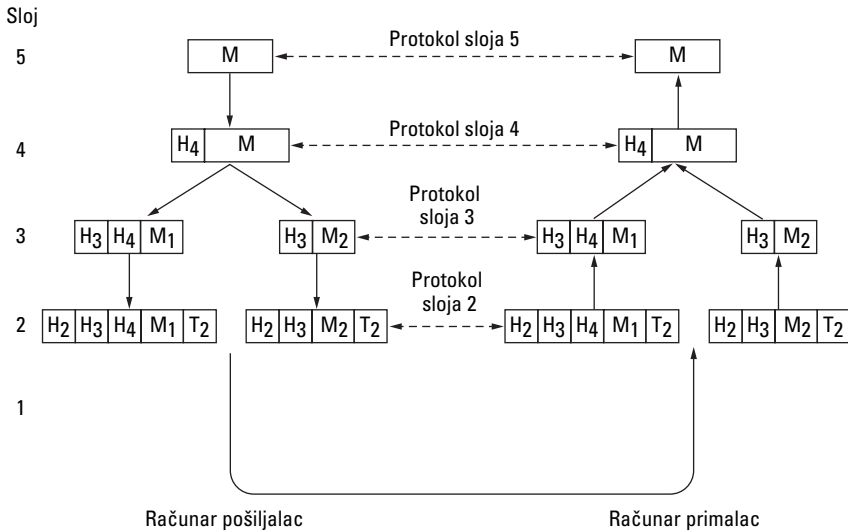 Sloj
5 M Protokol sloja 5 M
4 H4 M Protokol sloja 4 H4 M
Protokol
sloja 3
3 H3 H4 M1 H3 M2 H3 H4 M1 H3 M2
Protokol
sloja 2
2 H2 H3 H4 M1 T2 H2 H3 M2 T2 H2 H3 H4 M1 T2 H2 H3 M2 T2
1
Računar pošiljalac Računar primalac